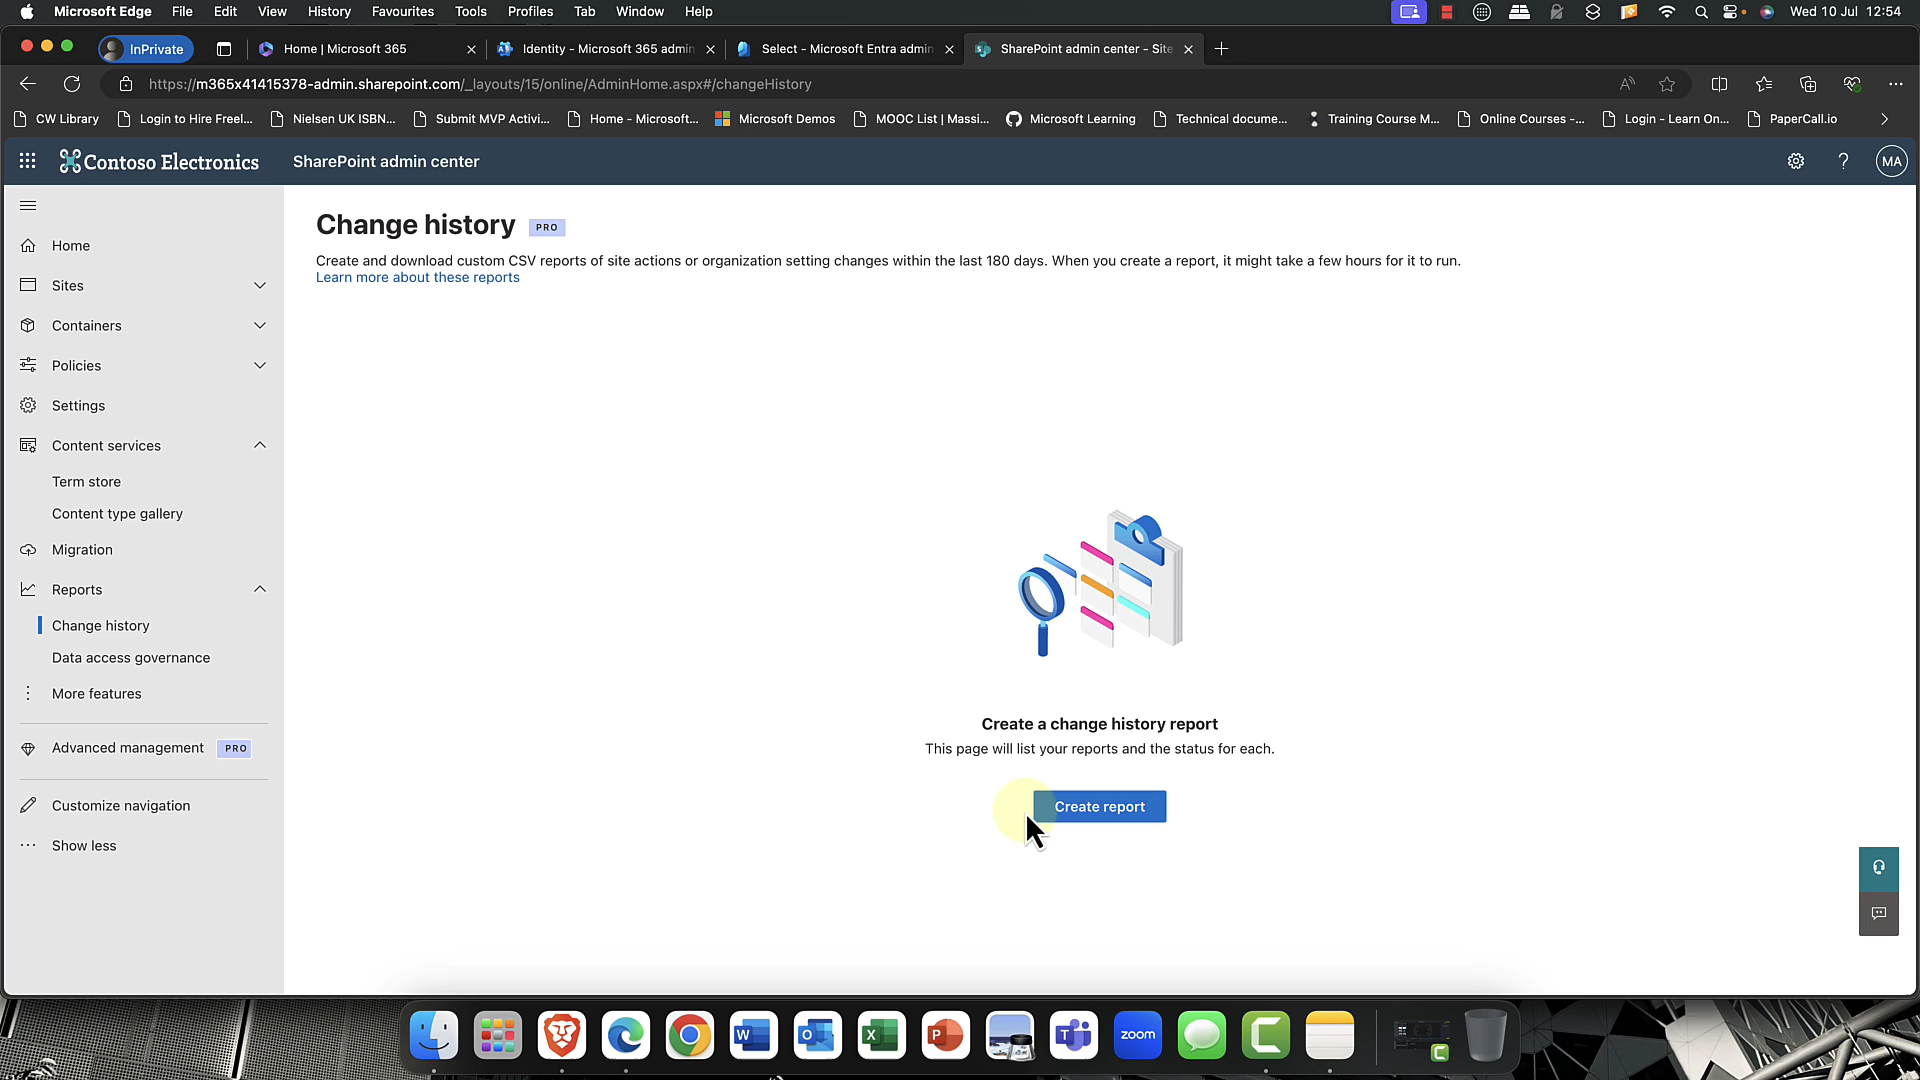 Microsoft Edge File Edit View History Favourites Tools Profiles Tab Window Help Wed 10 Jul 12:54
InPrivate Home | Microsoft 365 Identity - Microsoft 365 admin Select - Microsoft Entra admin SharePoint admin center - Site
https://m365x41415378-admin.sharepoint.com/_layouts/15/online/AdminHome.aspx#/changeHistory
CW Library Login to Hire Freel... Nielsen UK ISBN... Submit MVP Activi... Home - Microsoft... Microsoft Demos MOOC List | Massi... Microsoft Learning Technical docume... Training Course M... Online Courses -... Login - Learn On... PaperCall.io
Contoso Electronics SharePoint admin center ? MA
Change history PRO
Create and download custom CSV reports of site actions or organization setting changes within the last 180 days. When you create a report, it might take a few hours for it to run.
Learn more about these reports
Home
Sites
Containers
Policies
Settings
Content services
Term store
Content type gallery
Migration
Reports
Change history
Data access governance
More features
Advanced management PRO
Customize navigation
Show less
Create a change history report
This page will list your reports and the status for each.
Create report
W O X P T zoom C